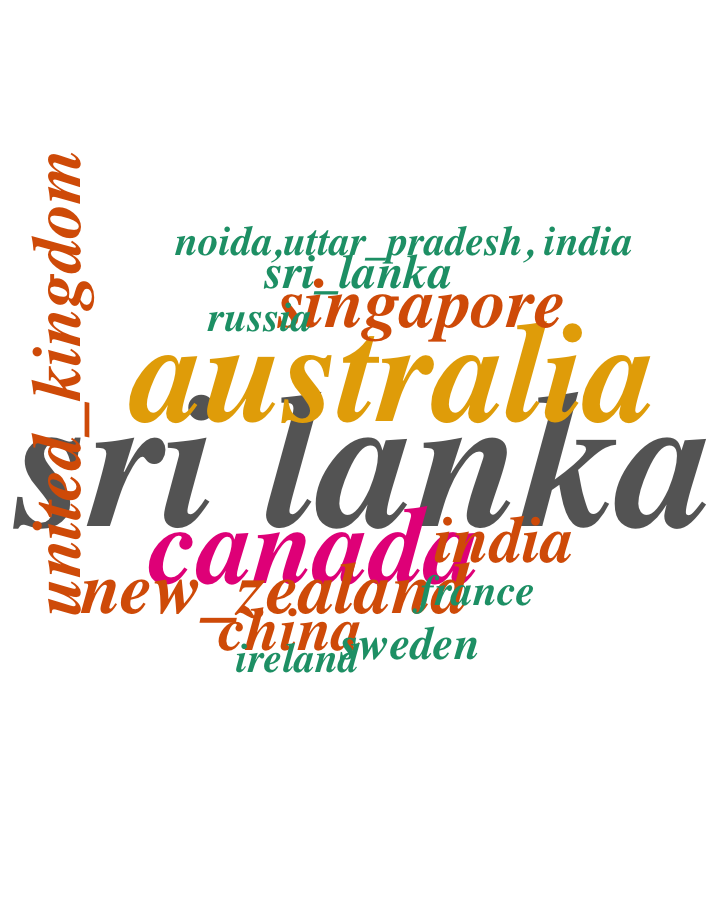 united_kingdom
noida,uttar_pradesh, india
sri_lanka
singapore
russia
australia
sri lanka
canada
india
new_zealand
france
china
sweden
ireland